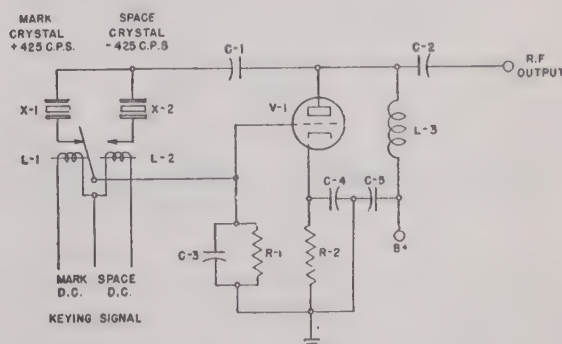 MARK
CRYSTAL
+ 425 C.P.S.
SPACE
CRYSTAL
- 425 C.P.S
C-1
C-2
R.F
OUTPUT
X-1
X-2
V-1
L-3
L-1
L-2
C-4
C-5
C-3
R-1
R-2
B+
MARK
D.C.
SPACE
D.C.
KEYING SIGNAL